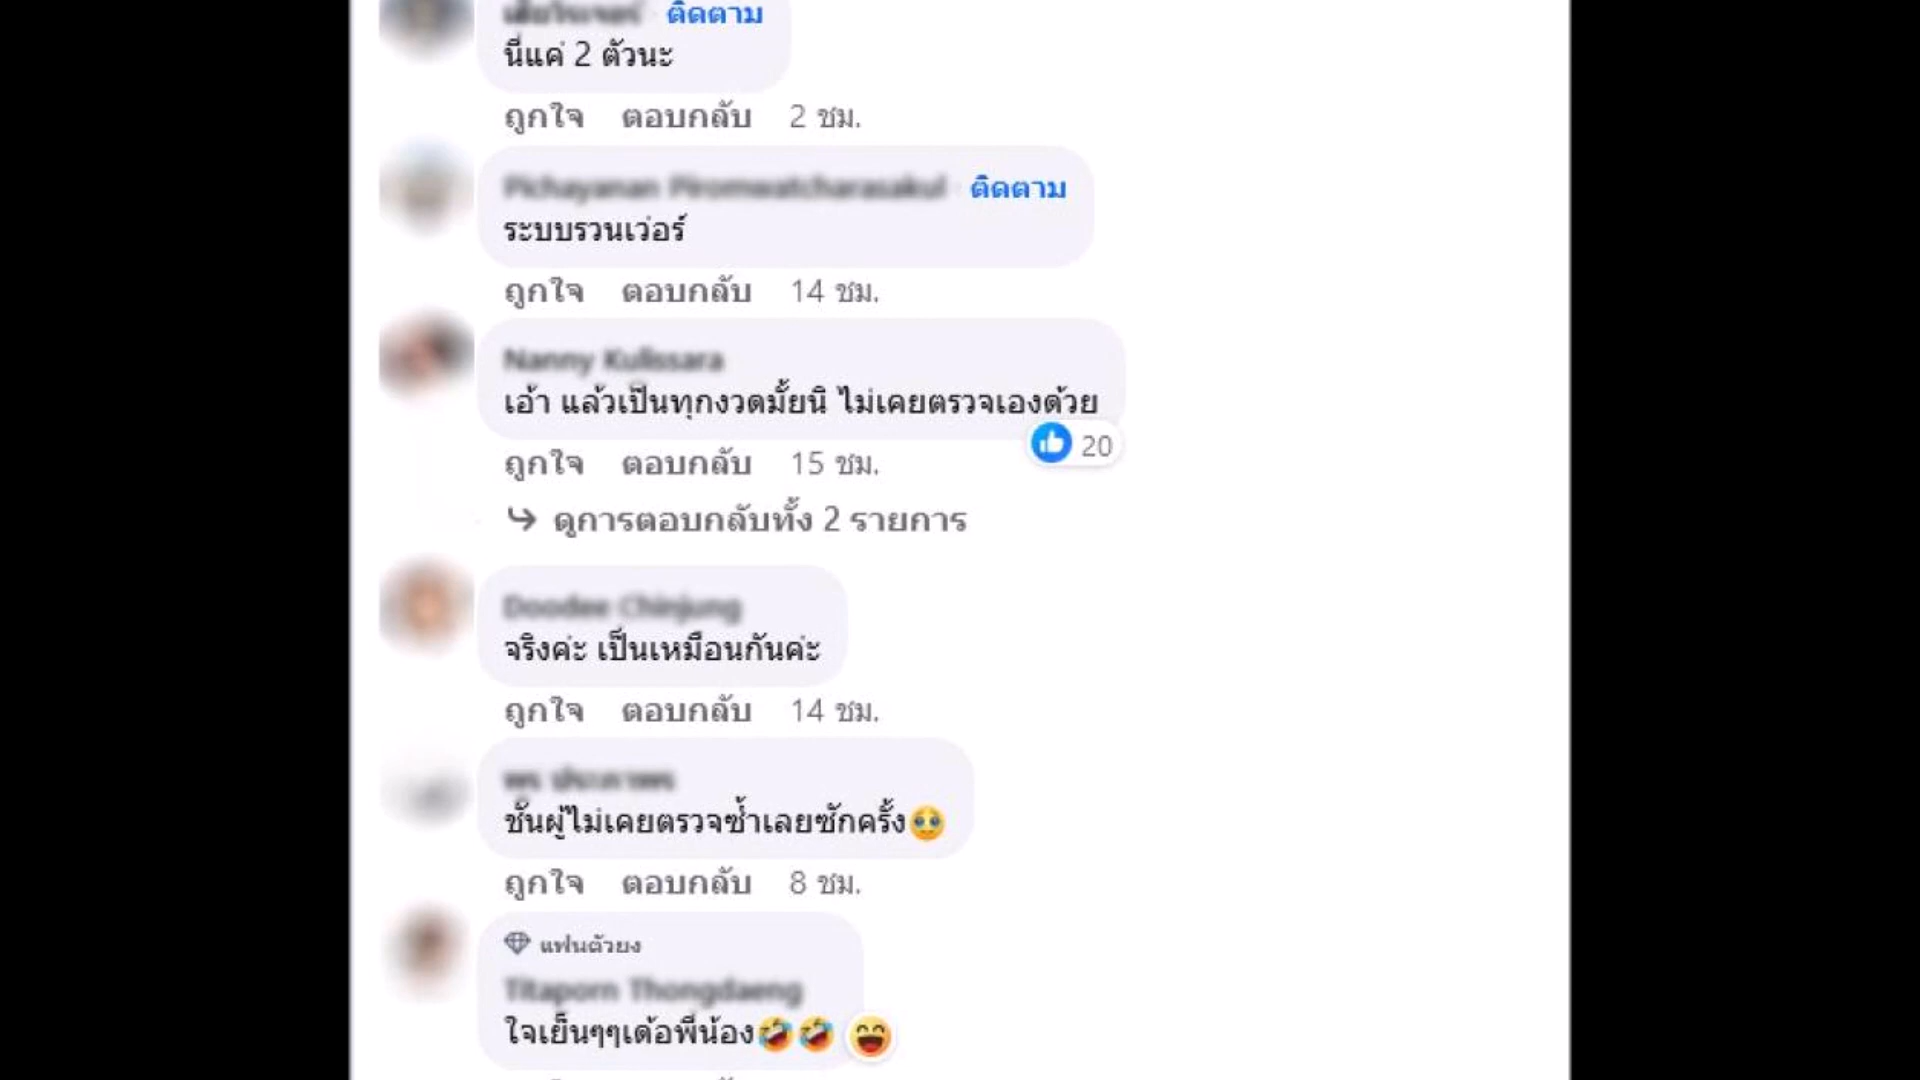 ติดตาม
นี่แค่ 2 ตัวนะ
ถูกใจ ตอบกลับ 2 ชม.
Pichayanan Piromwatcharasakul · ติดตาม
ระบบรวนเว่อร์
ถูกใจ ตอบกลับ 14 ชม.
Nanny Kulissara
เอ้า แล้วเป็นทุกงวดมั้ยนิ ไม่เคยตรวจเองด้วย
20
ถูกใจ ตอบกลับ 15 ชม.
ดูการตอบกลับทั้ง 2 รายการ
Doodee Chinjung
จริงค่ะ เป็นเหมือนกันค่ะ
ถูกใจ ตอบกลับ 14 ชม.
ชั้นผู้ไม่เคยตรวจซ้ำเลยซักครั้ง🥹
ถูกใจ ตอบกลับ 8 ชม.
แฟนตัวยง
Titaporn Thongdaeng
ใจเย็นๆๆเด้อพี่น้อง🤣🤣